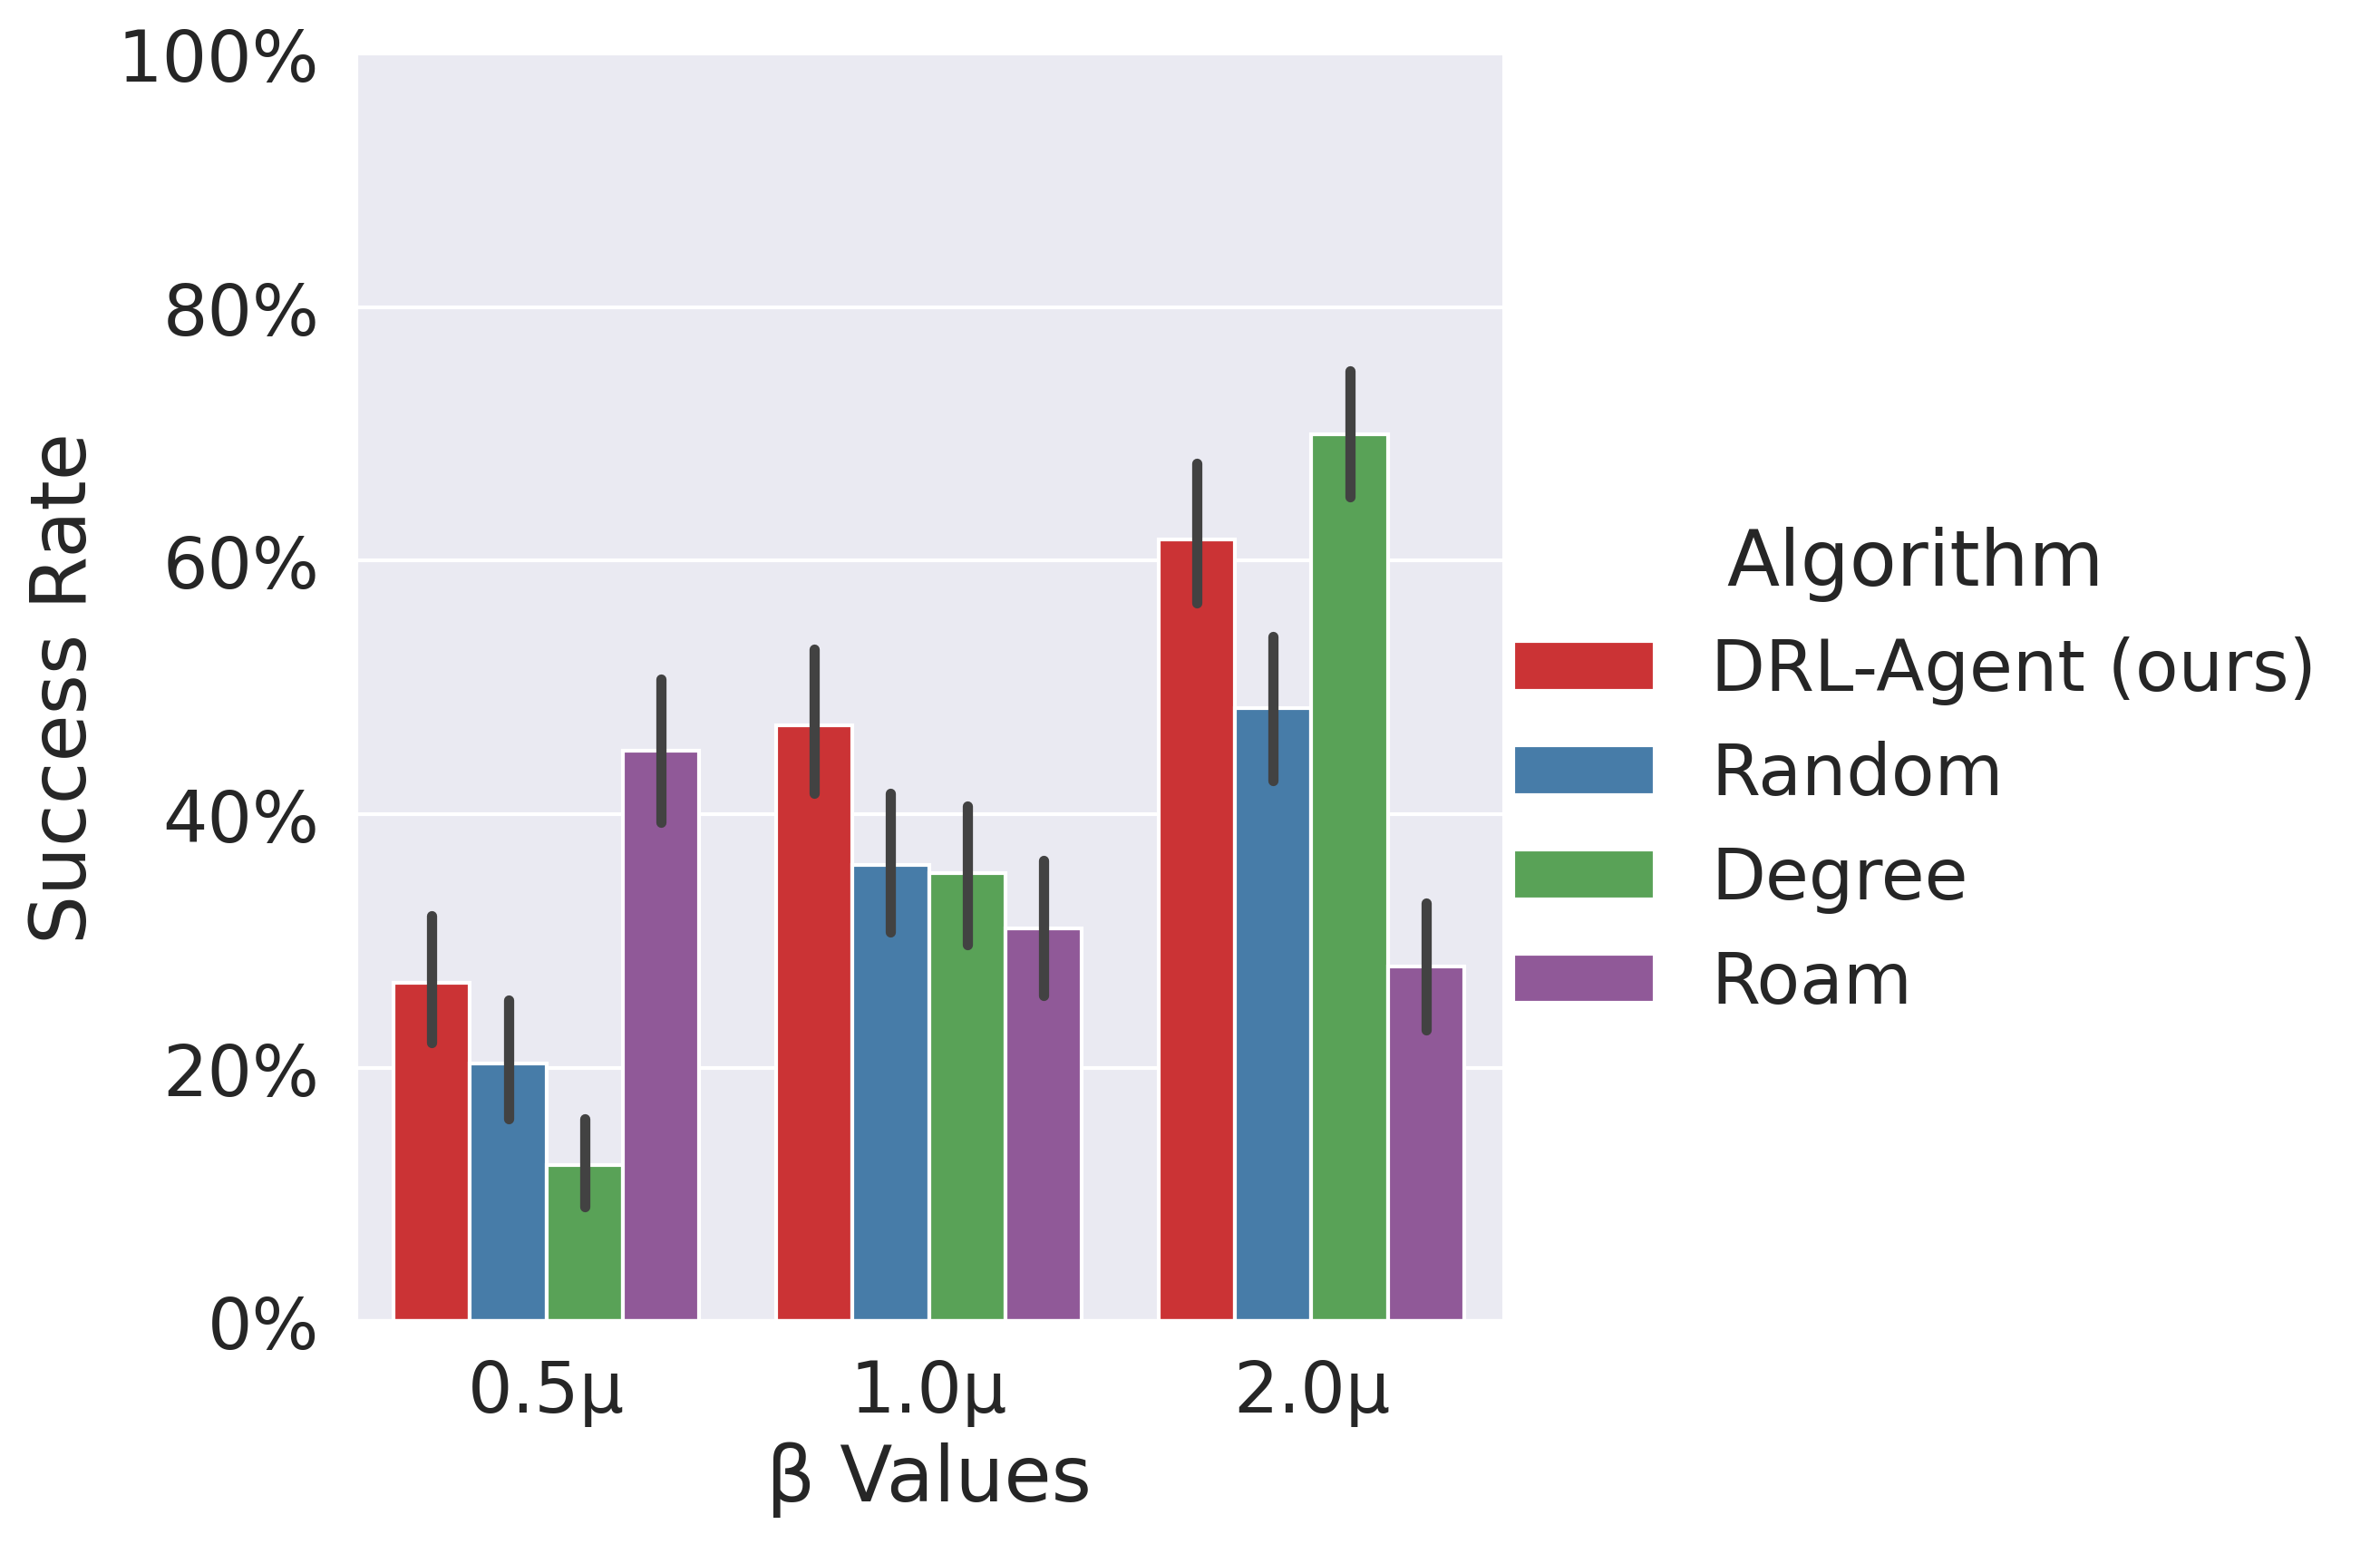 100%
80%
60%
40%
20%
0%
Success Rate
0.5μ 1.0μ 2.0μ
β Values
Algorithm
DRL-Agent (ours)
Random
Degree
Roam